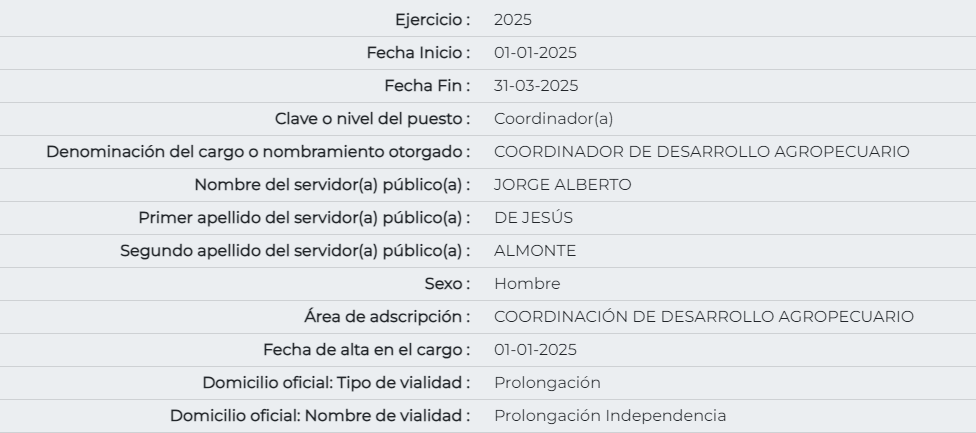 Ejercicio : 2025
Fecha Inicio : 01-01-2025
Fecha Fin : 31-03-2025
Clave o nivel del puesto : Coordinador(a)
Denominación del cargo o nombramiento otorgado : COORDINADOR DE DESARROLLO AGROPECUARIO
Nombre del servidor(a) público(a) : JORGE ALBERTO
Primer apellido del servidor(a) público(a) : DE JESÚS
Segundo apellido del servidor(a) público(a) : ALMONTE
Sexo : Hombre
Área de adscripción : COORDINACIÓN DE DESARROLLO AGROPECUARIO
Fecha de alta en el cargo : 01-01-2025
Domicilio oficial: Tipo de vialidad : Prolongación
Domicilio oficial: Nombre de vialidad : Prolongación Independencia